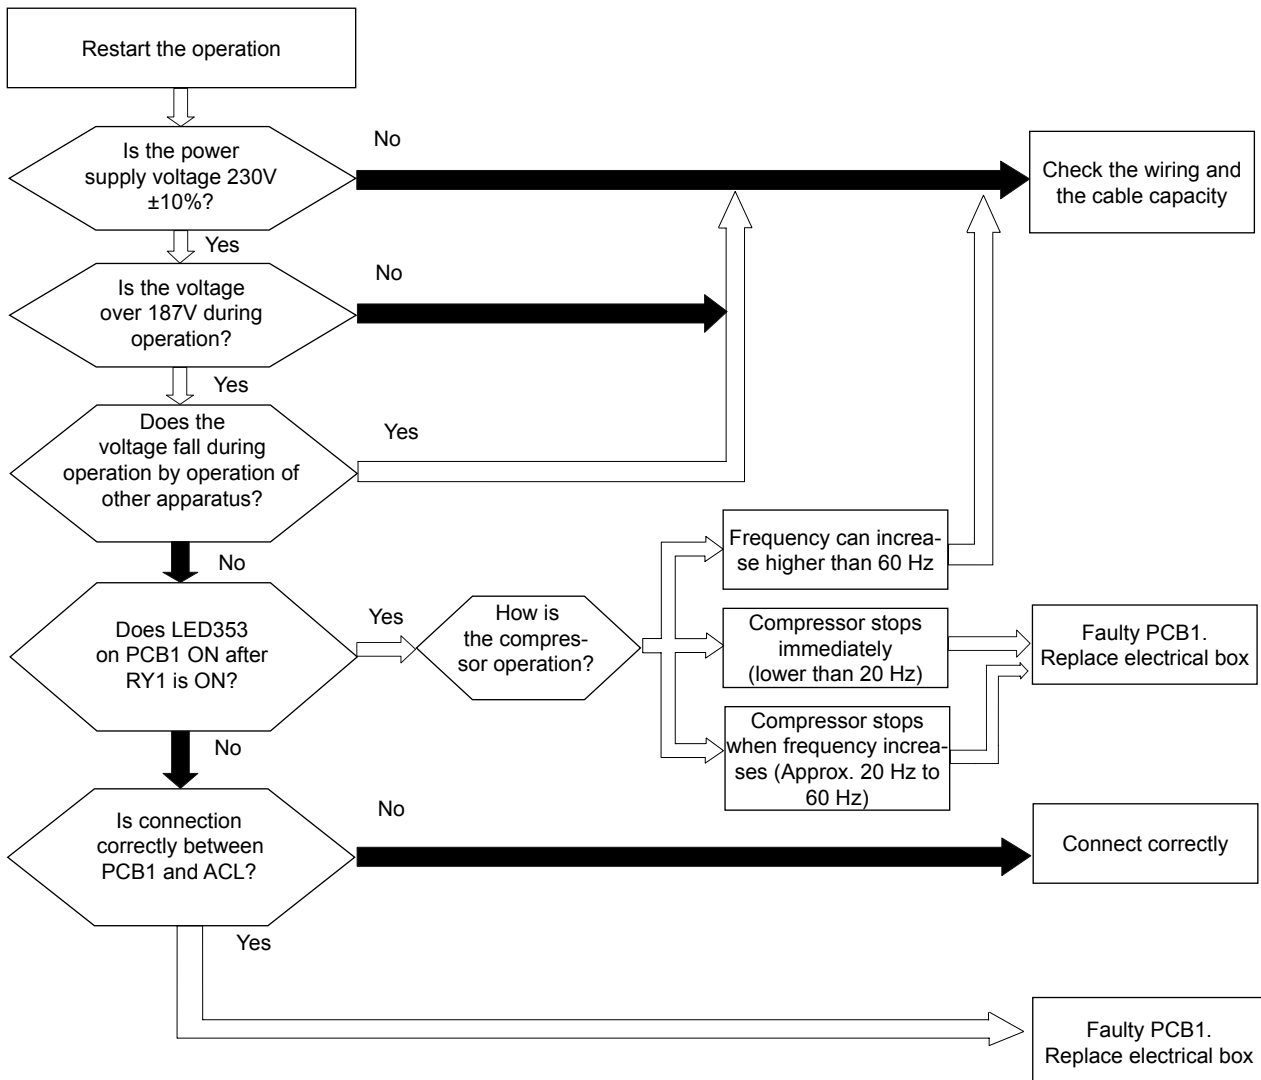 Restart the operation
No
Is the power
supply voltage 230V
±10%?
Check the wiring and
the cable capacity
Yes
No
Is the voltage
over 187V during
operation?
Yes
Does the
voltage fall during
operation by operation of
other apparatus?
Yes
No
Frequency can increa-
se higher than 60 Hz
Does LED353
on PCB1 ON after
RY1 is ON?
Yes
How is
the compres-
sor operation?
Compressor stops
immediately
(lower than 20 Hz)
Faulty PCB1.
Replace electrical box
Compressor stops
when frequency increa-
ses (Approx. 20 Hz to
60 Hz)
No
Is connection
correctly between
PCB1 and ACL?
No
Connect correctly
Yes
Faulty PCB1.
Replace electrical box